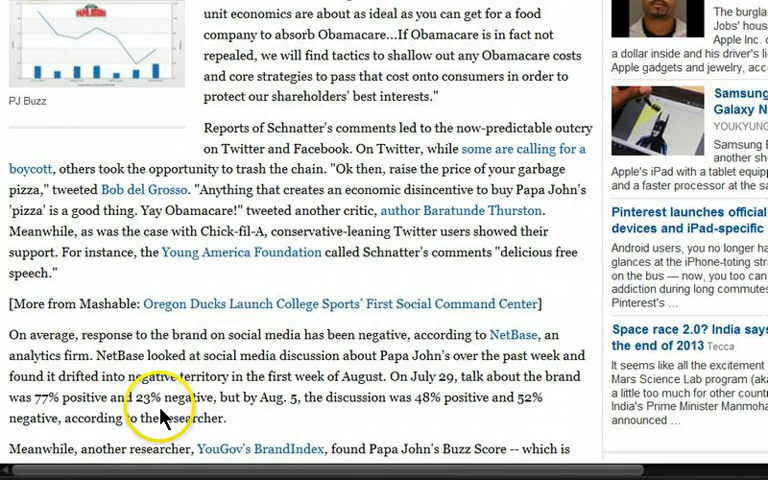 unit economics are about as ideal as you can get for a food
company to absorb Obamacare...If Obamacare is in fact not
repealed, we will find tactics to shallow out any Obamacare costs
and core strategies to pass that cost onto consumers in order to
protect our shareholders' best interests."
PJ Buzz
Reports of Schnatter's comments led to the now-predictable outcry
on Twitter and Facebook. On Twitter, while some are calling for a
boycott, others took the opportunity to trash the chain. "Ok then, raise the price of your garbage
pizza," tweeted Bob del Grosso. "Anything that creates an economic disincentive to buy Papa John's
'pizza' is a good thing. Yay Obamacare!" tweeted another critic, author Baratunde Thurston.
Meanwhile, as was the case with Chick-fil-A, conservative-leaning Twitter users showed their
support. For instance, the Young America Foundation called Schnatter's comments "delicious free
speech."
[More from Mashable: Oregon Ducks Launch College Sports' First Social Command Center]
On average, response to the brand on social media has been negative, according to NetBase, an
analytics firm. NetBase looked at social media discussion about Papa John's over the past week and
found it drifted into negative territory in the first week of August. On July 29, talk about the brand
was 77% positive and 23% negative, but by Aug. 5, the discussion was 48% positive and 52%
negative, according to the researcher.
Meanwhile, another researcher, YouGov's BrandIndex, found Papa John's Buzz Score -- which is
The burglar
Jobs' house
Apple Inc. c
a dollar inside and his driver's li
Apple gadgets and jewelry, acc
Samsung
Galaxy N
YOUKYUNG
Samsung E
another sh
Apple's iPad with a tablet equipp
and a faster processor at the sa
Pinterest launches official
devices and iPad-specific
Android users, you no longer ha
glances at the iPhone-toting stra
on the bus — now, you too can
addiction during long commutes
Pinterest's ...
Space race 2.0? India says
the end of 2013 Tecca
It seems like all the excitement
Mars Science Lab program (aka
a little too much for other count
India's Prime Minister Manmoha
announced ...